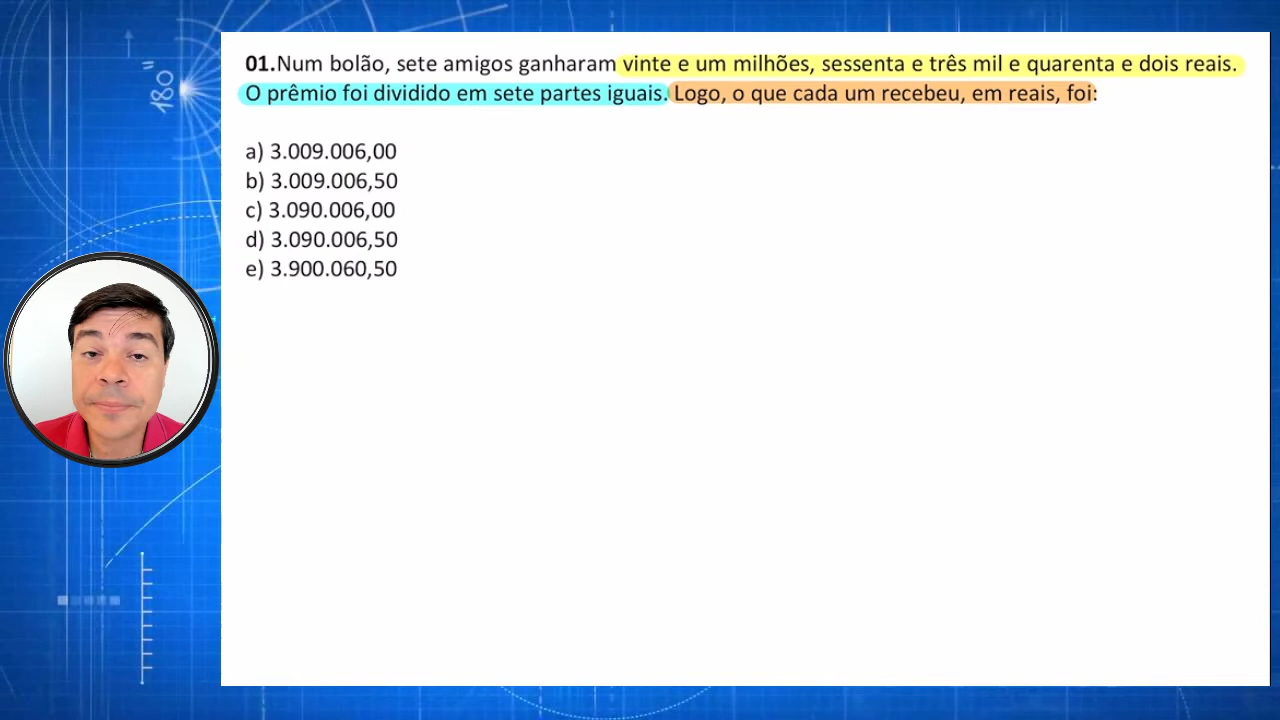 180°
01.Num bolão, sete amigos ganharam vinte e um milhões, sessenta e três mil e quarenta e dois reais.
O prêmio foi dividido em sete partes iguais. Logo, o que cada um recebeu, em reais, foi:
a) 3.009.006,00
b) 3.009.006,50
c) 3.090.006,00
d) 3.090.006,50
e) 3.900.060,50